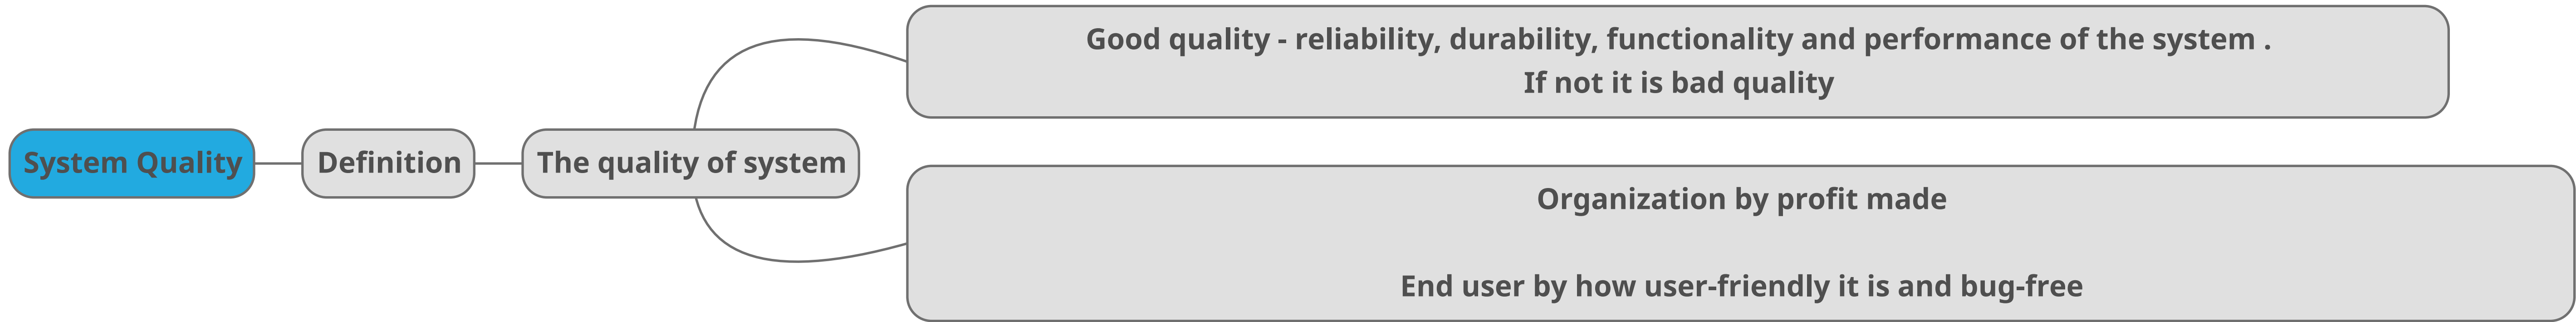 System Quality
Definition
The quality of system
Good quality - reliability, durability, functionality and performance of the system .
If not it is bad quality
Organization by profit made
End user by how user-friendly it is and bug-free